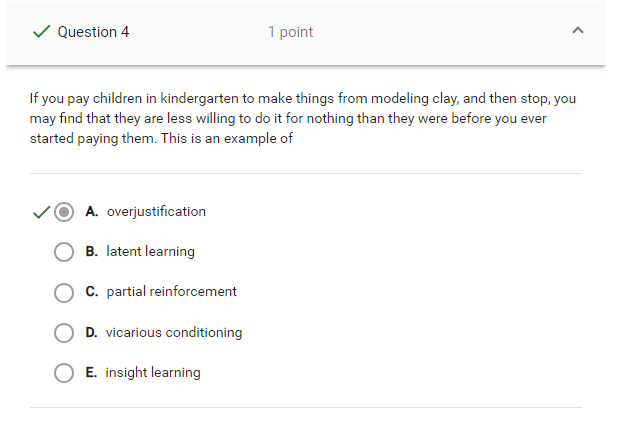 Question 4 1 point
If you pay children in kindergarten to make things from modeling clay, and then stop, you
may find that they are less willing to do it for nothing than they were before you ever
started paying them. This is an example of
A. overjustification
B. latent learning
C. partial reinforcement
D. vicarious conditioning
E. insight learning